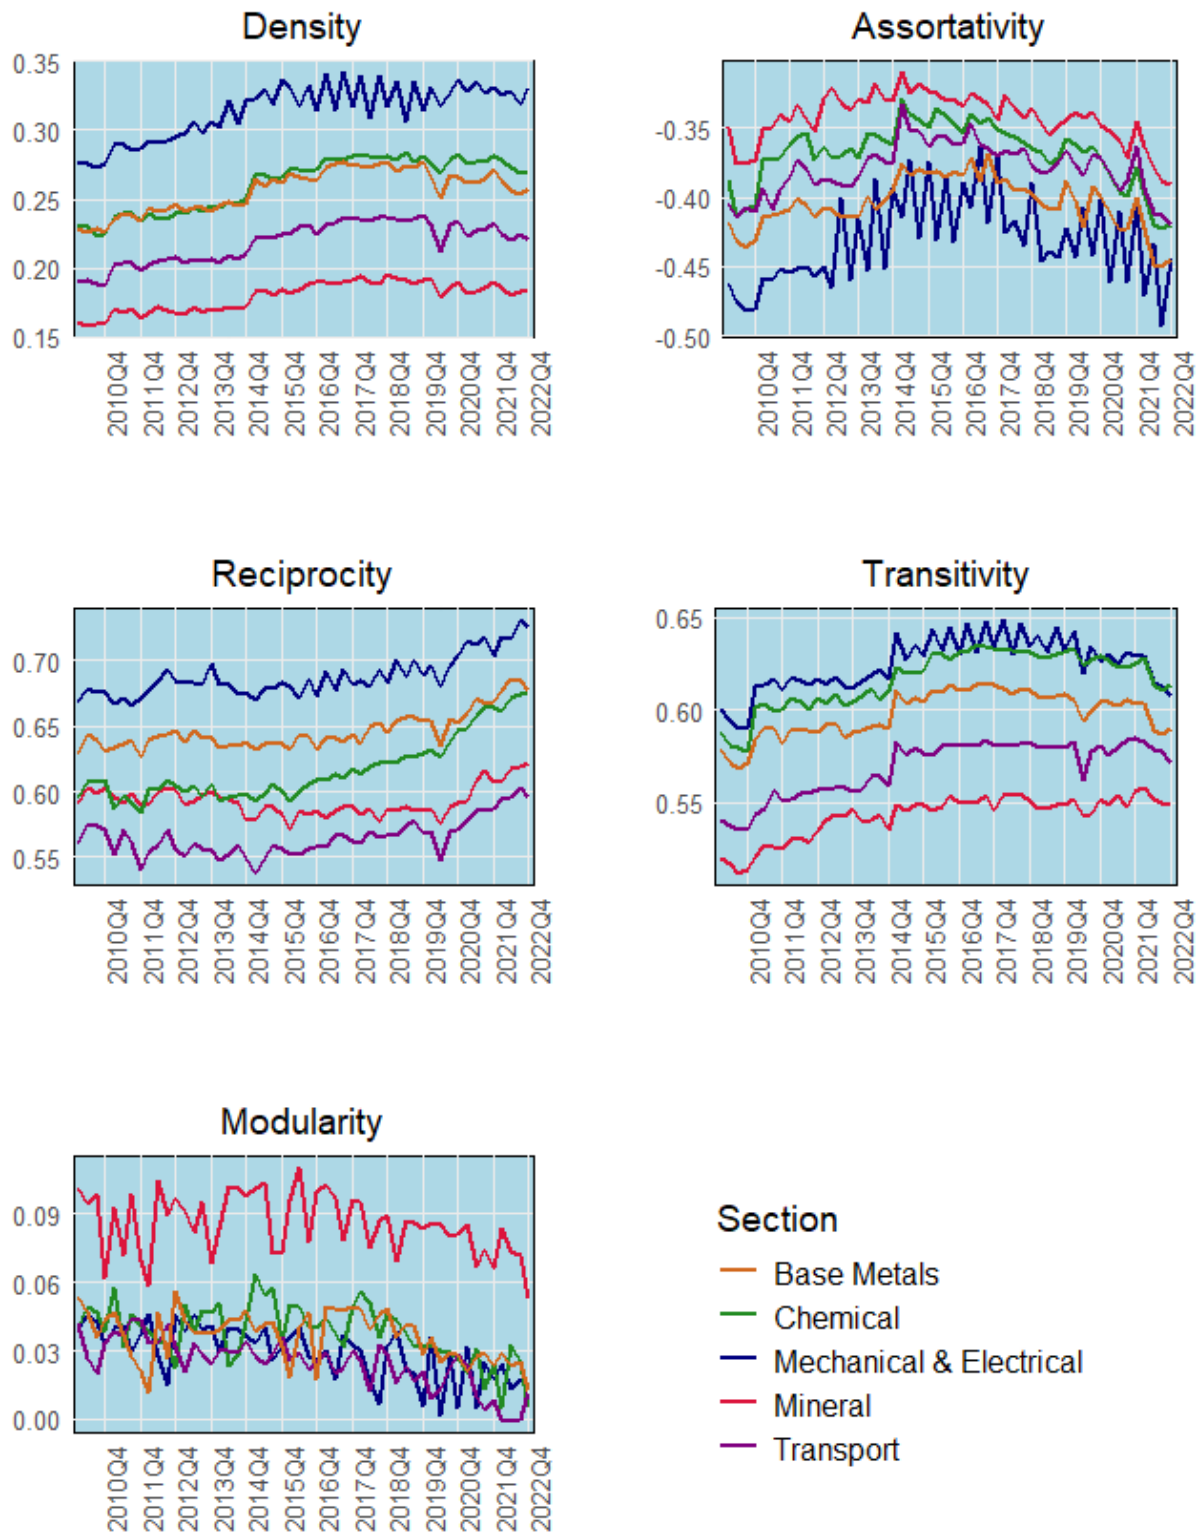 Density
0.35
0.30
0.25
0.20
0.15
2010Q4
2011Q4
2012Q4
2013Q4
2014Q4
2015Q4
2016Q4
2017Q4
2018Q4
2019Q4
2020Q4
2021Q4
2022Q4
Assortativity
-0.35
-0.40
-0.45
-0.50
2010Q4
2011Q4
2012Q4
2013Q4
2014Q4
2015Q4
2016Q4
2017Q4
2018Q4
2019Q4
2020Q4
2021Q4
2022Q4
Reciprocity
0.70
0.65
0.60
0.55
2010Q4
2011Q4
2012Q4
2013Q4
2014Q4
2015Q4
2016Q4
2017Q4
2018Q4
2019Q4
2020Q4
2021Q4
2022Q4
Transitivity
0.65
0.60
0.55
2010Q4
2011Q4
2012Q4
2013Q4
2014Q4
2015Q4
2016Q4
2017Q4
2018Q4
2019Q4
2020Q4
2021Q4
2022Q4
Modularity
0.09
0.06
0.03
0.00
2010Q4
2011Q4
2012Q4
2013Q4
2014Q4
2015Q4
2016Q4
2017Q4
2018Q4
2019Q4
2020Q4
2021Q4
2022Q4
Section
Base Metals
Chemical
Mechanical & Electrical
Mineral
Transport